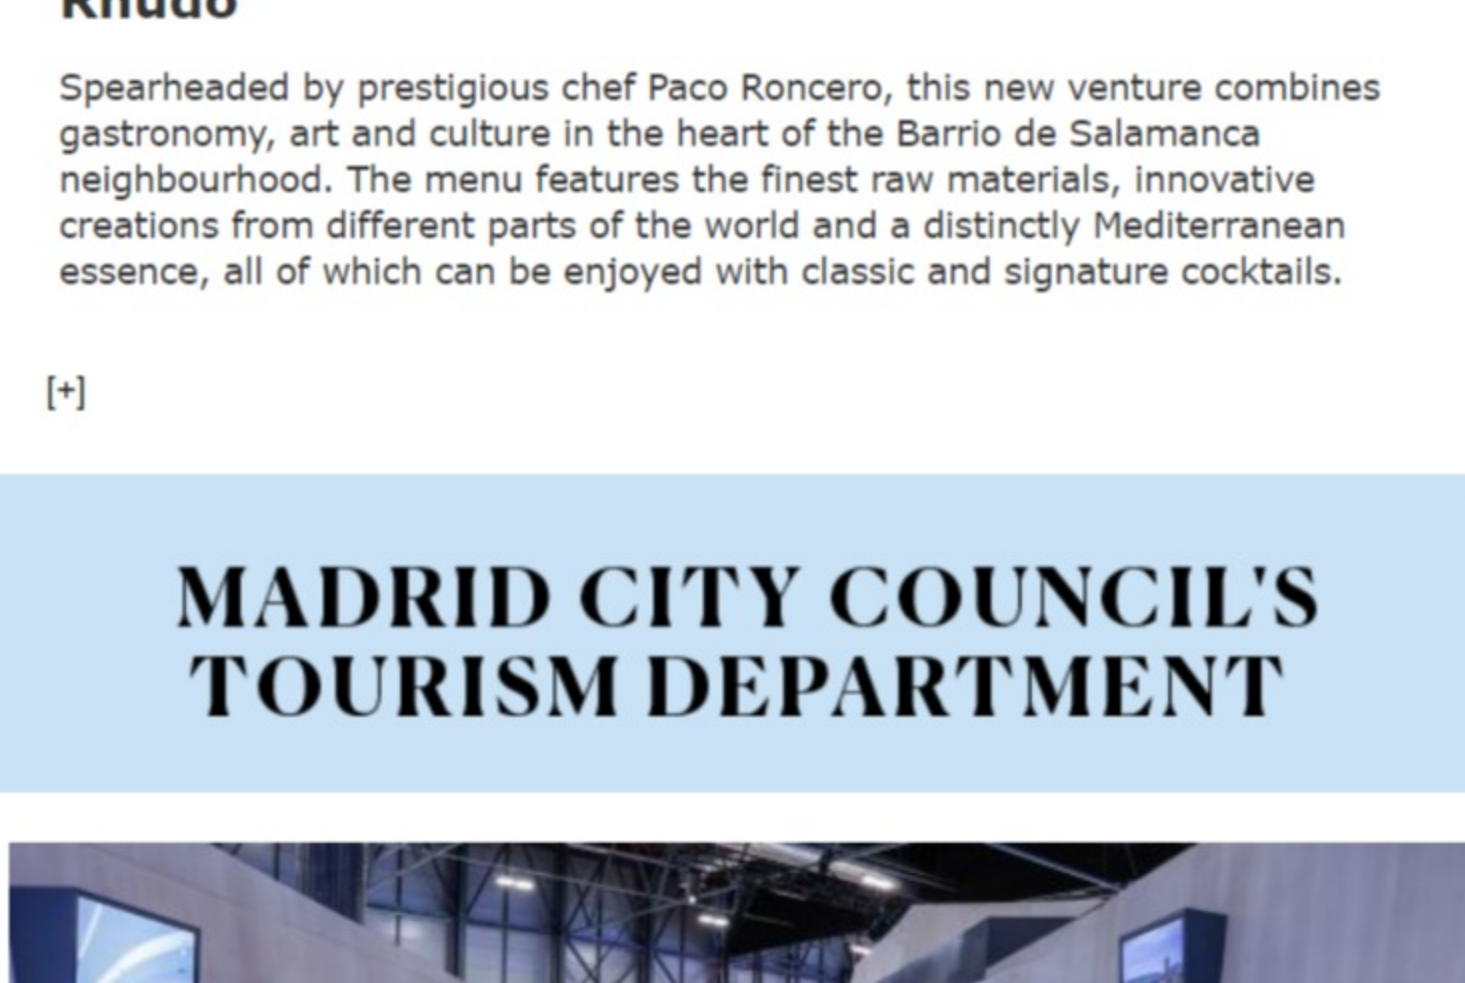 Rhudo
Spearheaded by prestigious chef Paco Roncero, this new venture combines
gastronomy, art and culture in the heart of the Barrio de Salamanca
neighbourhood. The menu features the finest raw materials, innovative
creations from different parts of the world and a distinctly Mediterranean
essence, all of which can be enjoyed with classic and signature cocktails.
[+]
MADRID CITY COUNCIL'S
TOURISM DEPARTMENT